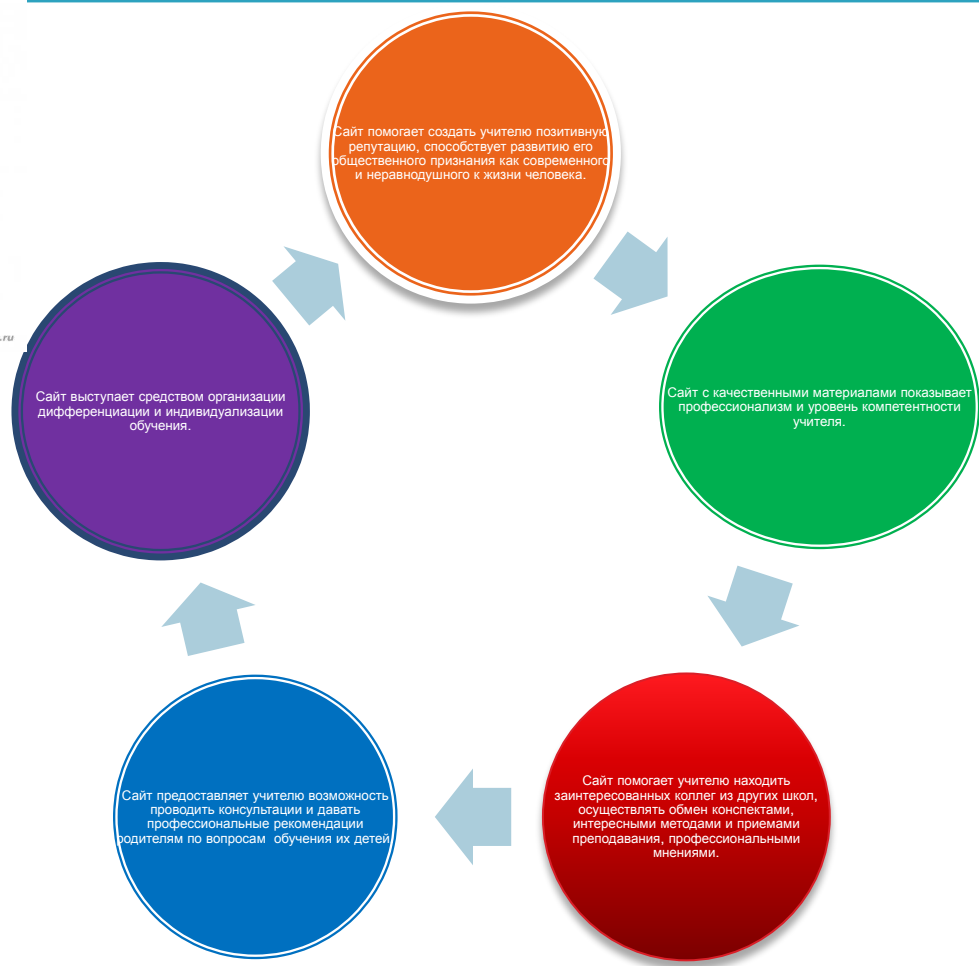 Сайт помогает создать учителю позитивную
репутацию, способствует развитию его
общественного признания как современного
и неравнодушного к жизни человека.
Сайт с качественными материалами показывает
профессионализм и уровень компетентности
учителя.
Сайт помогает учителю находить
заинтересованных коллег из других школ,
осуществлять обмен конспектами,
интересными методами и приемами
преподавания, профессиональными
мнениями.
Сайт предоставляет учителю возможность
проводить консультации и давать
профессиональные рекомендации
родителям по вопросам  обучения их детей
Сайт выступает средством организации
дифференциации и индивидуализации
обучения.
.ru